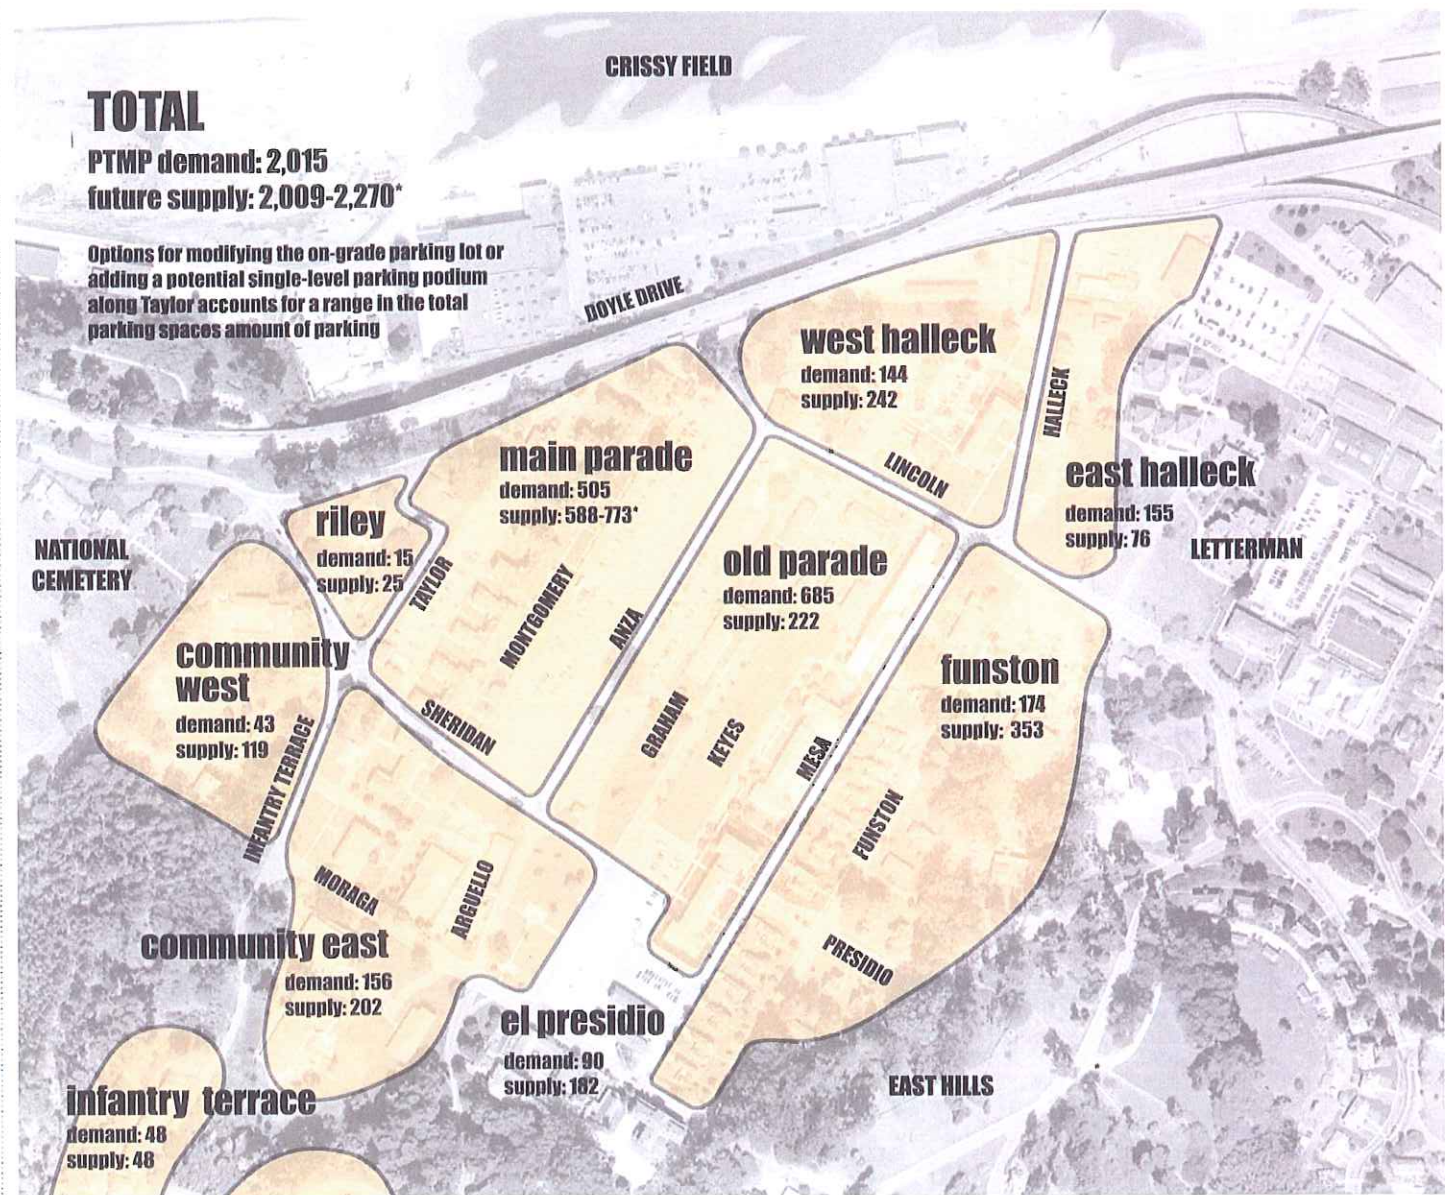 CRISSY FIELD
TOTAL
PTMP demand: 2,015
future supply: 2,009-2,270*
Options for modifying the on-grade parking lot or
adding a potential single-level parking podium
along Taylor accounts for a range in the total
parking spaces amount of parking
DOYLE DRIVE
west halleck
demand: 144
supply: 242
HALLECK
LINCOLN
main parade
demand: 505
supply: 588-773*
east halleck
demand: 155
supply: 76
LETTERMAN
riley
demand: 15
supply: 25
TAYLOR
NATIONAL
CEMETERY
old parade
demand: 685
supply: 222
MONTGOMERY
ANZA
community
west
demand: 43
supply: 119
funston
demand: 174
supply: 353
SHERIDAN
GRAHAM
KEYES
MESA
INFANTRY TERRACE
FUNSTON
MORAGA
ARGUELLO
community east
demand: 156
supply: 202
PRESIDIO
el presidio
demand: 90
supply: 182
EAST HILLS
infantry terrace
demand: 48
supply: 48